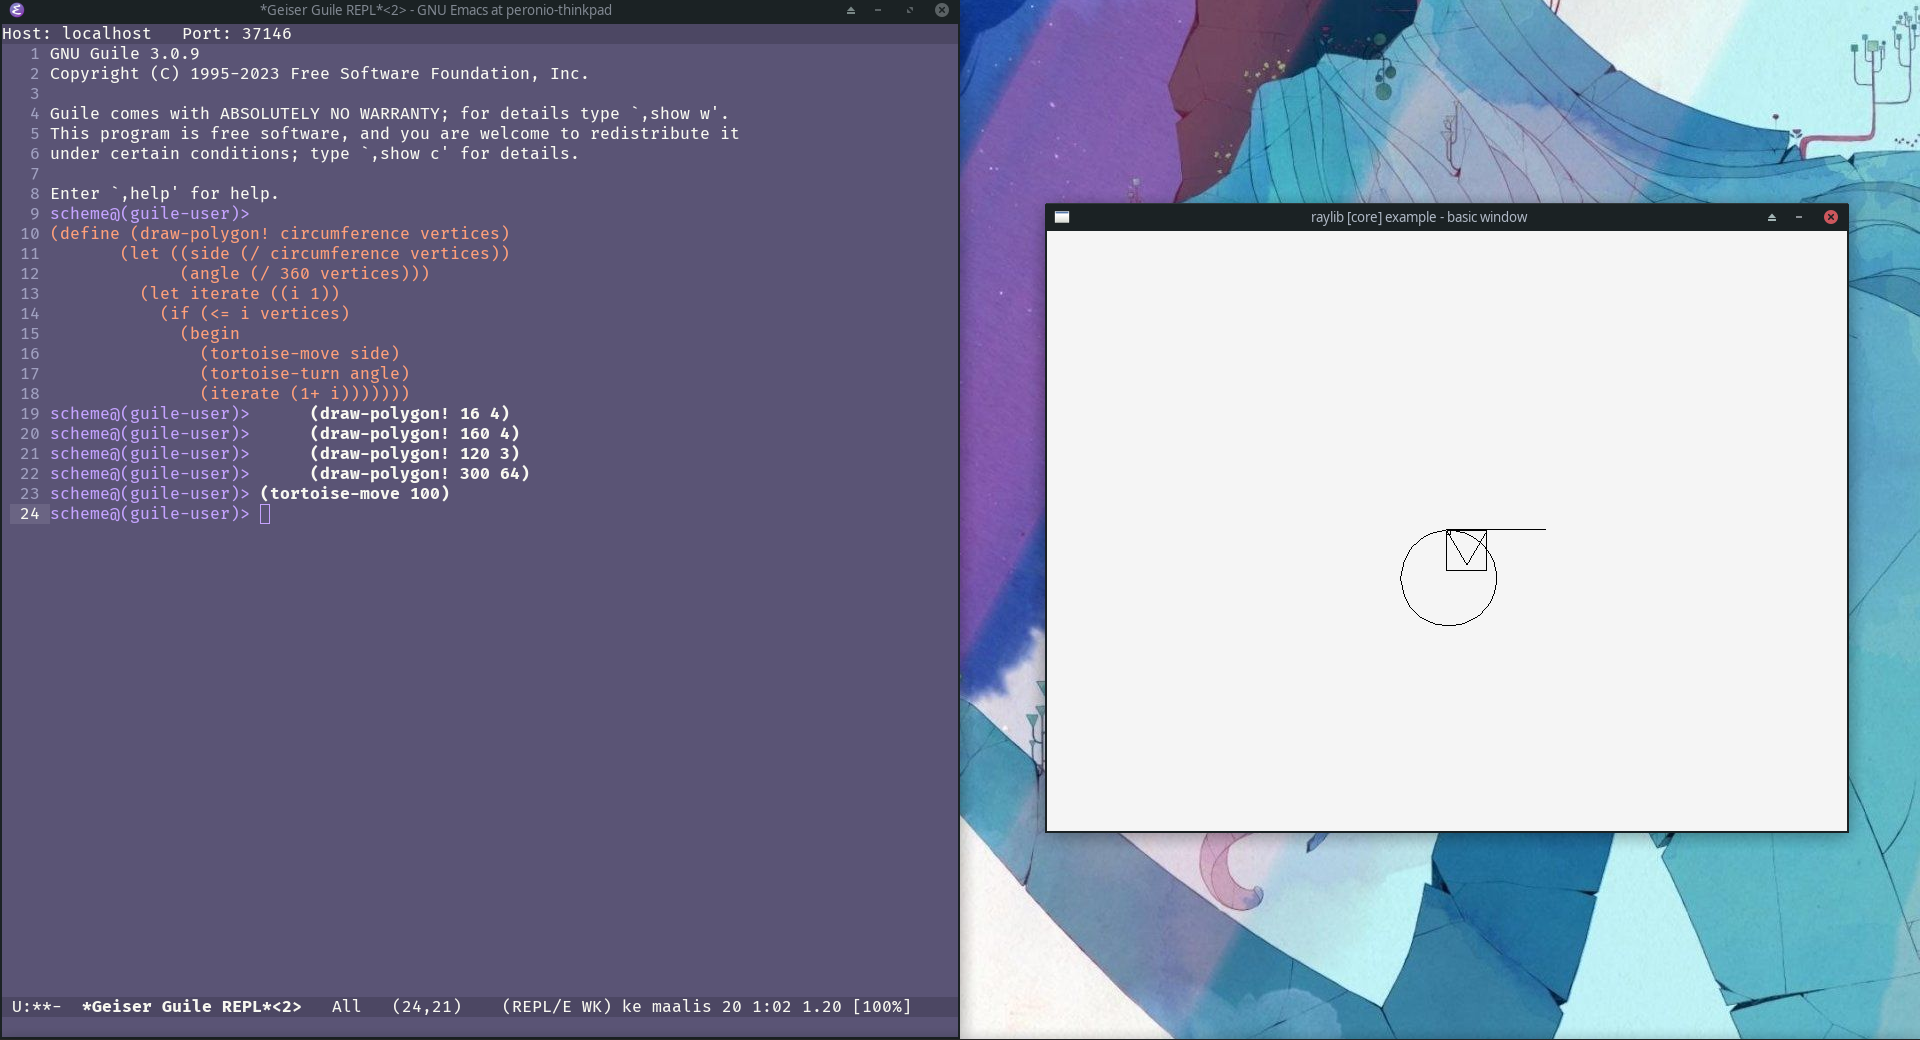 *Geiser Guile REPL*<2> - GNU Emacs at peronio-thinkpad
Host: localhost   Port: 37146
1 GNU Guile 3.0.9
2 Copyright (C) 1995-2023 Free Software Foundation, Inc.
3
4 Guile comes with ABSOLUTELY NO WARRANTY; for details type `,show w'.
5 This program is free software, and you are welcome to redistribute it
6 under certain conditions; type `,show c' for details.
7
8 Enter `,help' for help.
9 scheme@(guile-user)>
10 (define (draw-polygon! circumference vertices)
11        (let ((side (/ circumference vertices))
12              (angle (/ 360 vertices)))
13          (let iterate ((i 1))
14            (if (<= i vertices)
15              (begin
16                (tortoise-move side)
17                (tortoise-turn angle)
18                (iterate (1+ i)))))))
19 scheme@(guile-user)>      (draw-polygon! 16 4)
20 scheme@(guile-user)>      (draw-polygon! 160 4)
21 scheme@(guile-user)>      (draw-polygon! 120 3)
22 scheme@(guile-user)>      (draw-polygon! 300 64)
23 scheme@(guile-user)> (tortoise-move 100)
24 scheme@(guile-user)>
U:**-  *Geiser Guile REPL*<2>   All   (24,21)    (REPL/E WK) ke maalis 20 1:02 1.20 [100%]
raylib [core] example - basic window